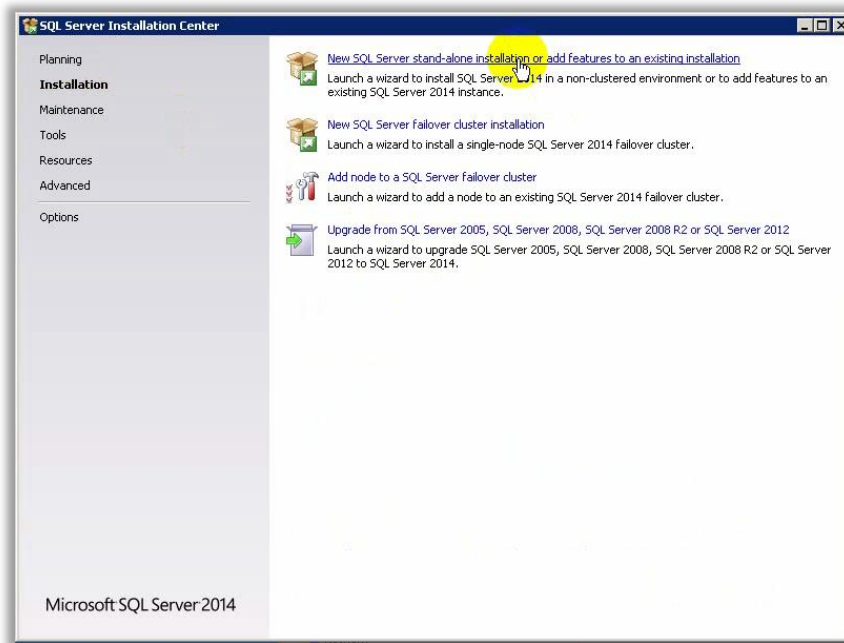 SQL Server Installation Center
Planning
Installation
Maintenance
Tools
Resources
Advanced
Options
New SQL Server stand-alone installation or add features to an existing installation
Launch a wizard to install SQL Server 2014 in a non-clustered environment or to add features to an
existing SQL Server 2014 instance.
New SQL Server failover cluster installation
Launch a wizard to install a single-node SQL Server 2014 failover cluster.
Add node to a SQL Server failover cluster
Launch a wizard to add a node to an existing SQL Server 2014 failover cluster.
Upgrade from SQL Server 2005, SQL Server 2008, SQL Server 2008 R2 or SQL Server 2012
Launch a wizard to upgrade SQL Server 2005, SQL Server 2008, SQL Server 2008 R2 or SQL Server
2012 to SQL Server 2014.
Microsoft SQL Server 2014